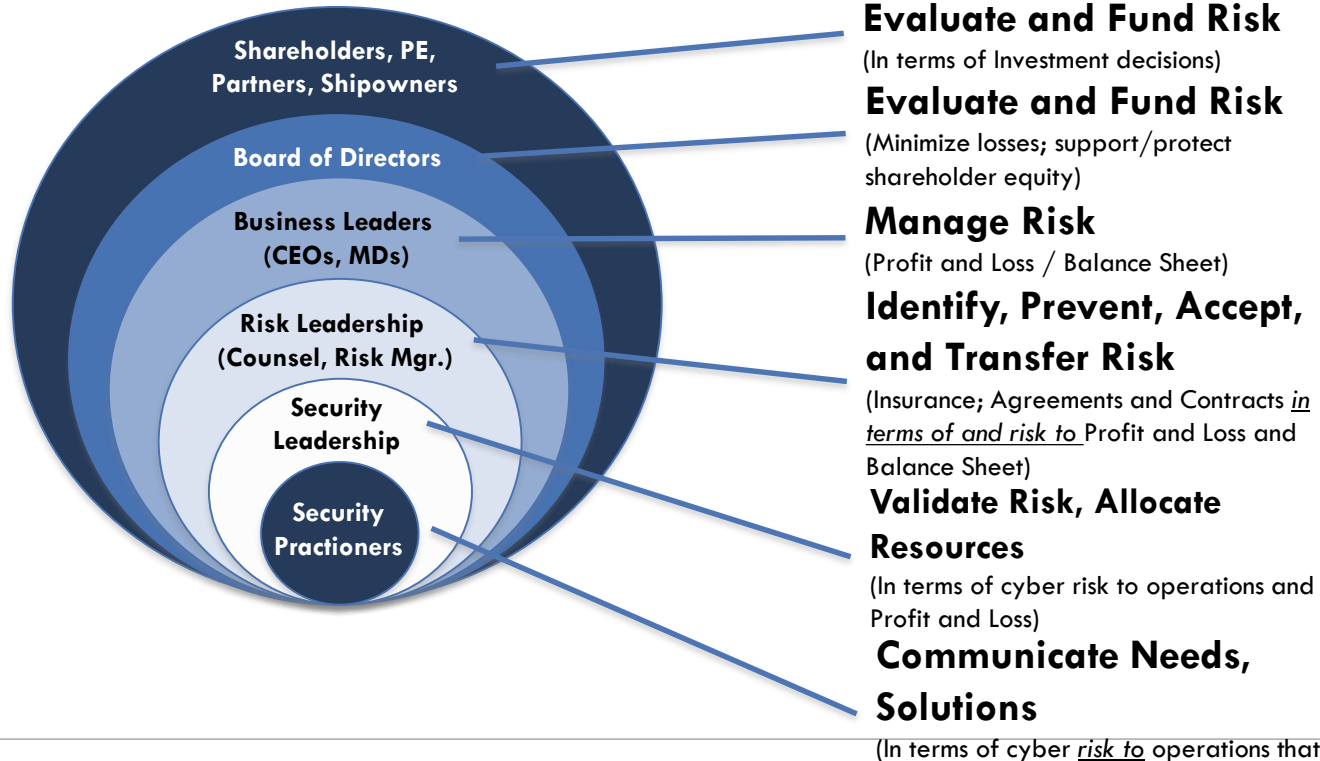 Shareholders, PE,
Partners, Shipowners
Board of Directors
Business Leaders
(CEOs, MDs)
Risk Leadership
(Counsel, Risk Mgr.)
Security
Leadership
Security
Practioners
Evaluate and Fund Risk
(In terms of Investment decisions)
Evaluate and Fund Risk
(Minimize losses; support/protect
shareholder equity)
Manage Risk
(Profit and Loss / Balance Sheet)
Identify, Prevent, Accept,
and Transfer Risk
(Insurance; Agreements and Contracts in
terms of and risk to Profit and Loss and
Balance Sheet)
Validate Risk, Allocate
Resources
(In terms of cyber risk to operations and
Profit and Loss)
Communicate Needs,
Solutions
(In terms of cyber risk to operations that